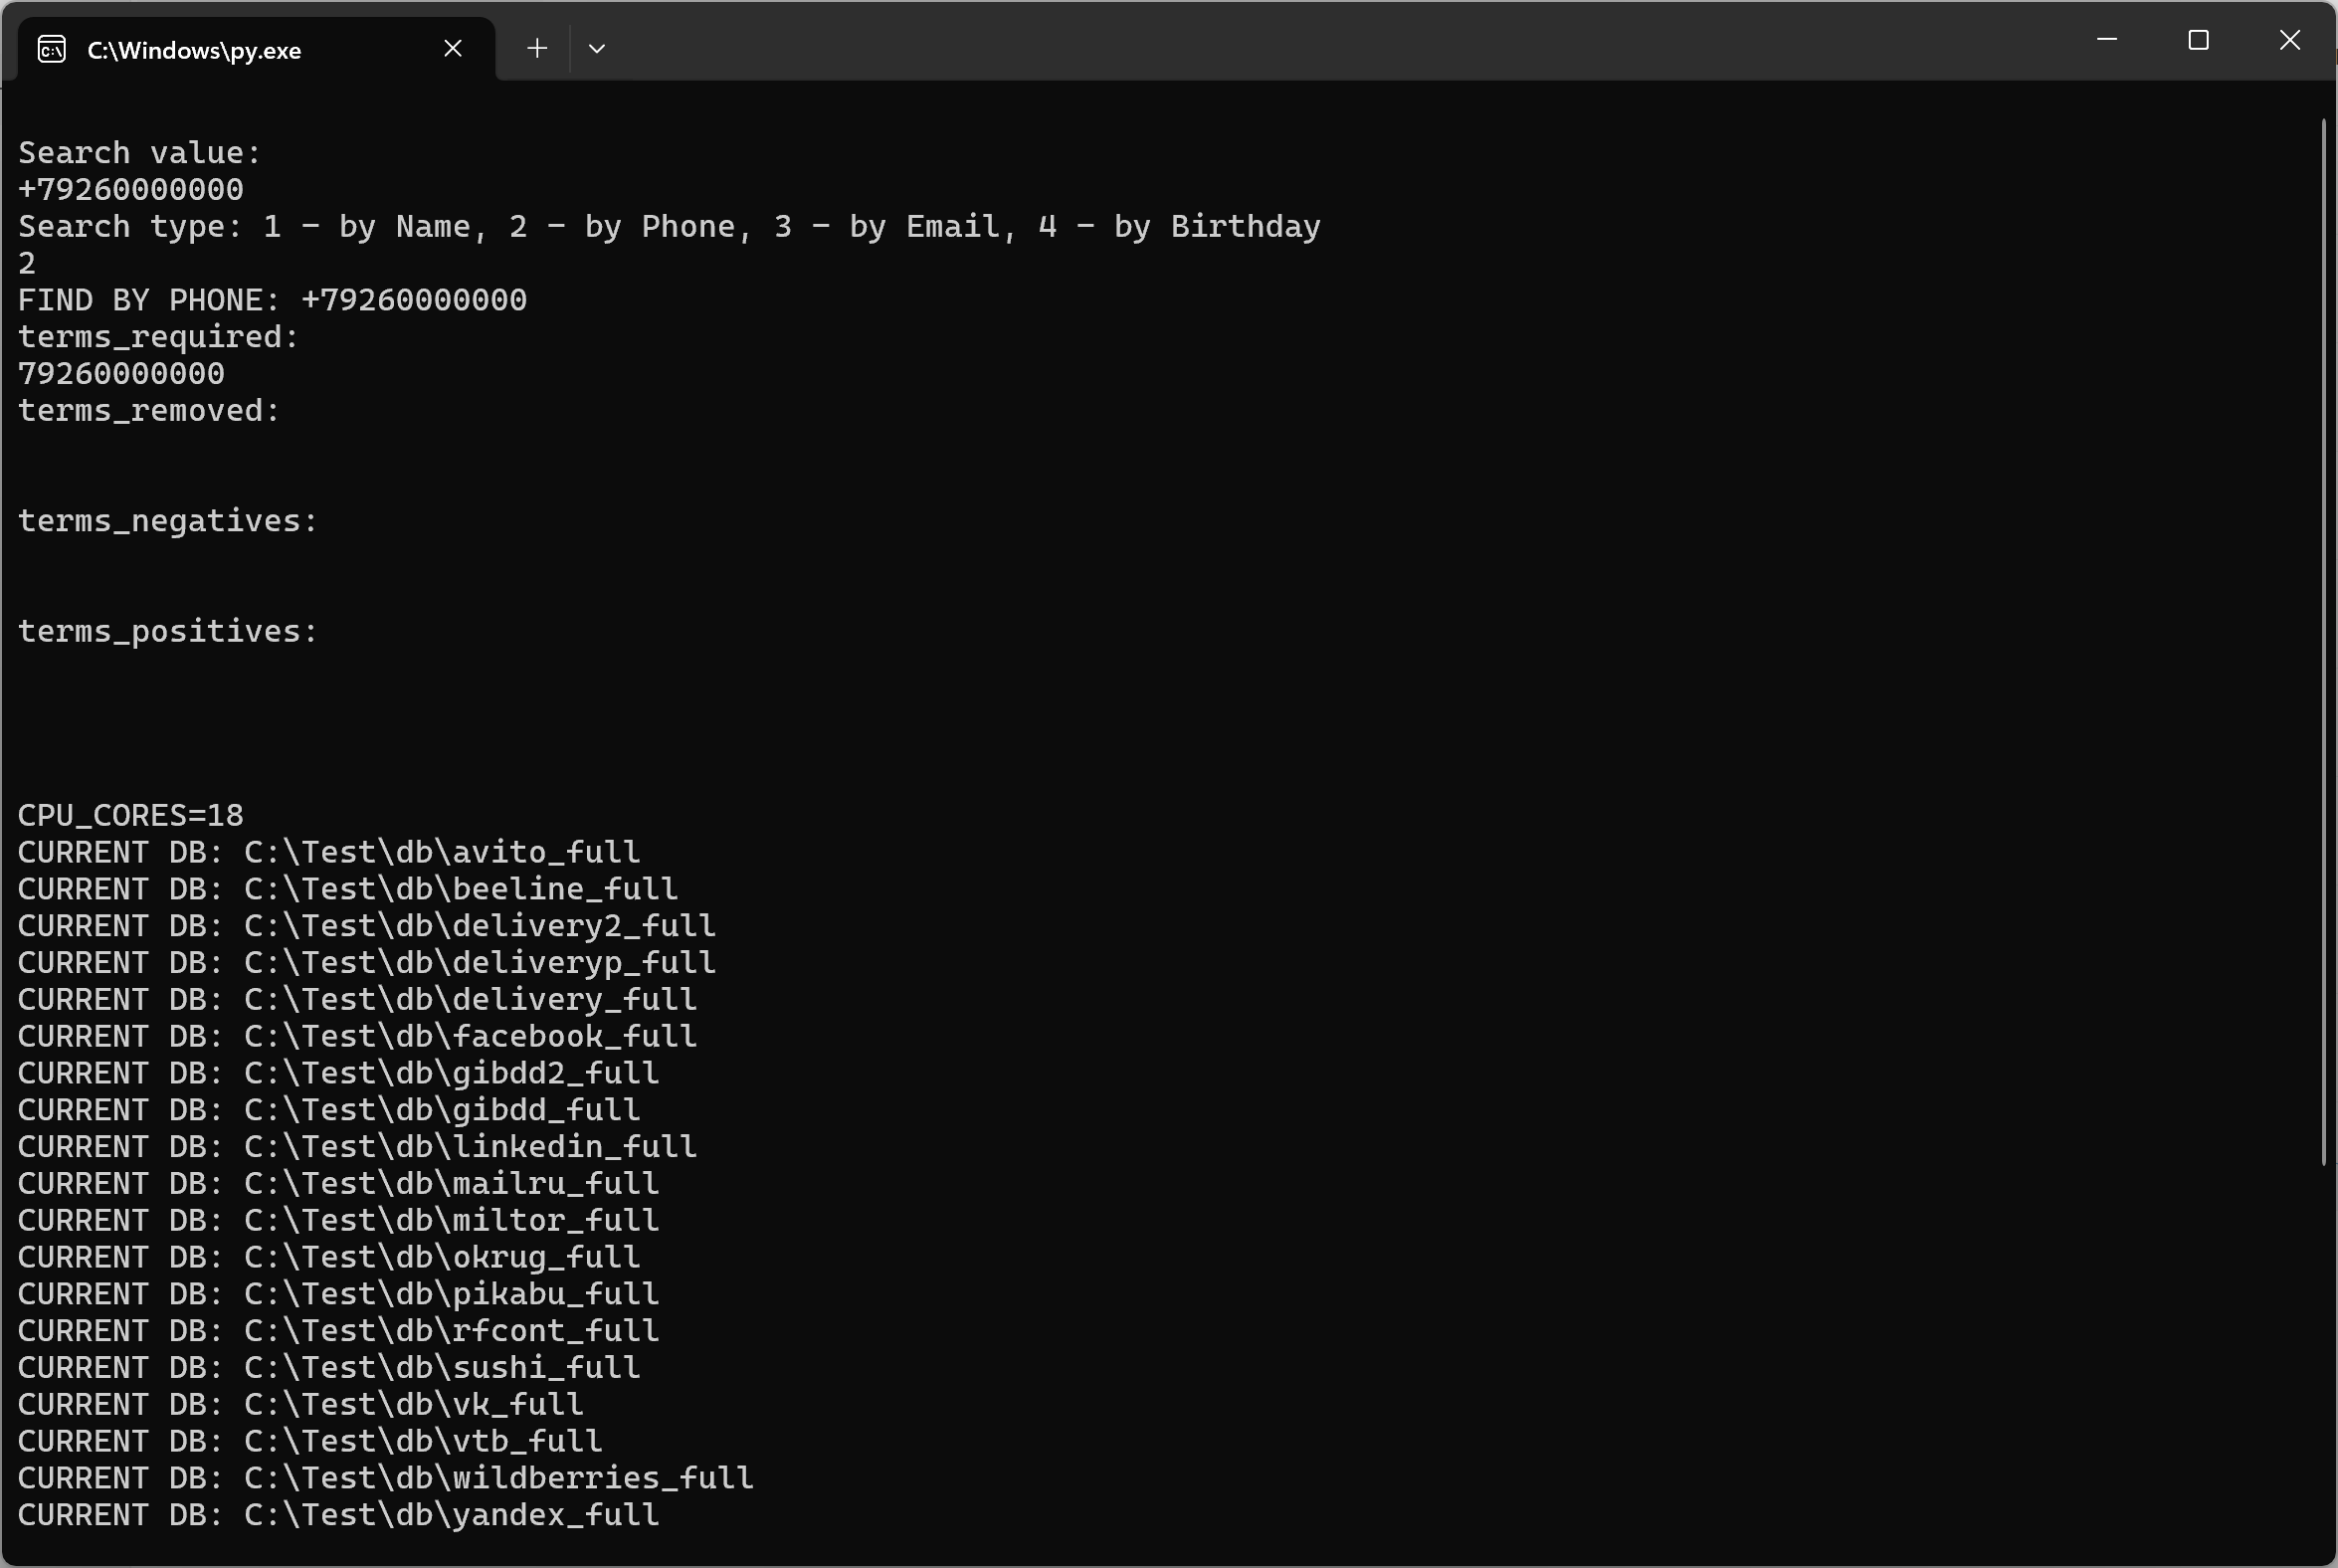 C:\Windows\py.exe
Search value:
+79260000000
Search type: 1 - by Name, 2 - by Phone, 3 - by Email, 4 - by Birthday
2
FIND BY PHONE: +79260000000
terms_required:
79260000000
terms_removed:
terms_negatives:
terms_positives:
CPU_CORES=18
CURRENT DB: C:\Test\db\avito_full
CURRENT DB: C:\Test\db\beeline_full
CURRENT DB: C:\Test\db\delivery2_full
CURRENT DB: C:\Test\db\deliveryp_full
CURRENT DB: C:\Test\db\delivery_full
CURRENT DB: C:\Test\db\facebook_full
CURRENT DB: C:\Test\db\gibdd2_full
CURRENT DB: C:\Test\db\gibdd_full
CURRENT DB: C:\Test\db\linkedin_full
CURRENT DB: C:\Test\db\mailru_full
CURRENT DB: C:\Test\db\miltor_full
CURRENT DB: C:\Test\db\okrug_full
CURRENT DB: C:\Test\db\pikabu_full
CURRENT DB: C:\Test\db\rfcont_full
CURRENT DB: C:\Test\db\sushi_full
CURRENT DB: C:\Test\db\vk_full
CURRENT DB: C:\Test\db\vtb_full
CURRENT DB: C:\Test\db\wildberries_full
CURRENT DB: C:\Test\db\yandex_full